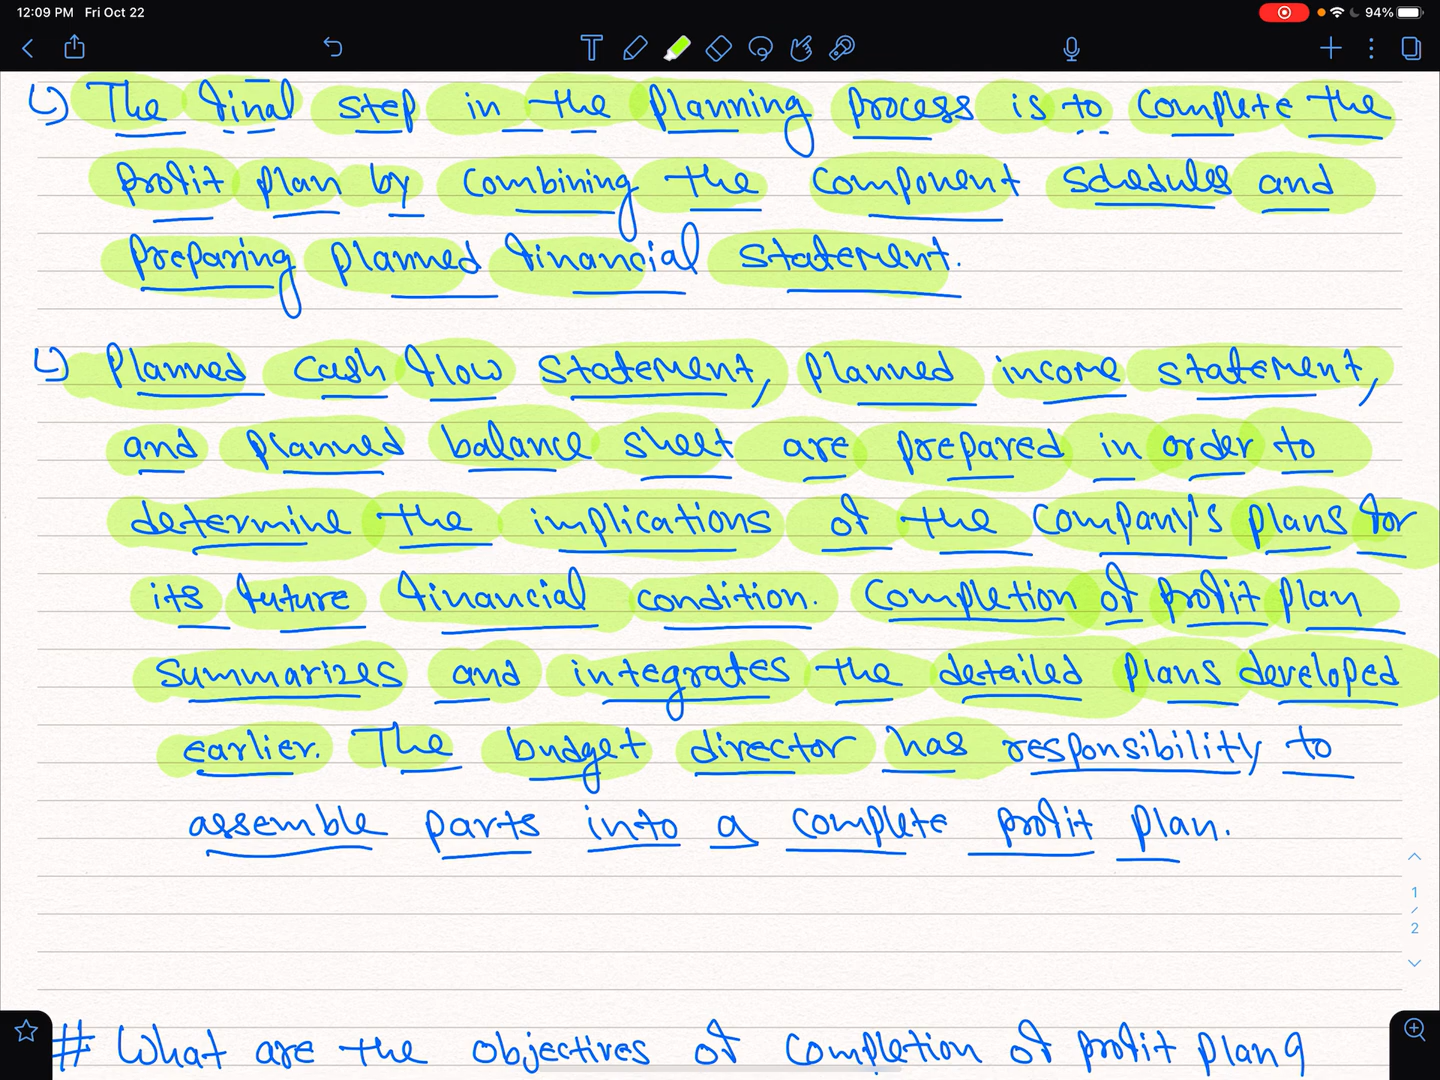 12:09 PM Fri Oct 22 94%
The final step in the planning process is to complete the
profit plan by combining the component schedules and
preparing planned financial statement.
Planned cash flow statement, planned income statement,
and planned balance sheet are prepared in order to
determine the implications of the company's plans for
its future financial condition. Completion of profit plan
summarizes and integrates the detailed plans developed
earlier. The budget director has responsibility to
assemble parts into a complete profit plan.
1
/
2
# What are the objectives of completion of profit plan?